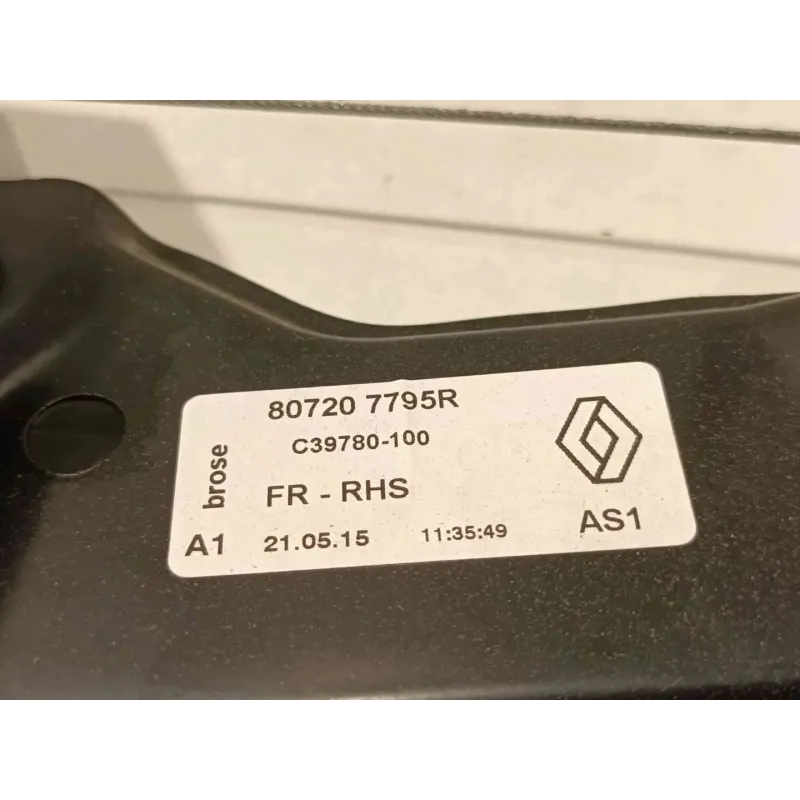 80720 7795R
C39780-100
brose
FR - RHS
A1 21.05.15 11:35:49 AS1